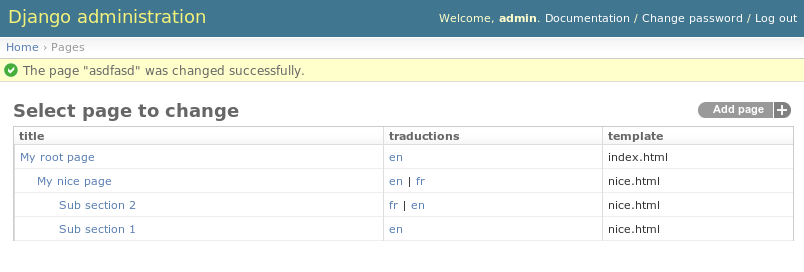 Django administration
Welcome, admin. Documentation / Change password / Log out
Home › Pages
The page "asdfasd" was changed successfully.
Select page to change
Add page +
title traductions template
My root page en index.html
My nice page en | fr nice.html
Sub section 2 fr | en nice.html
Sub section 1 en nice.html